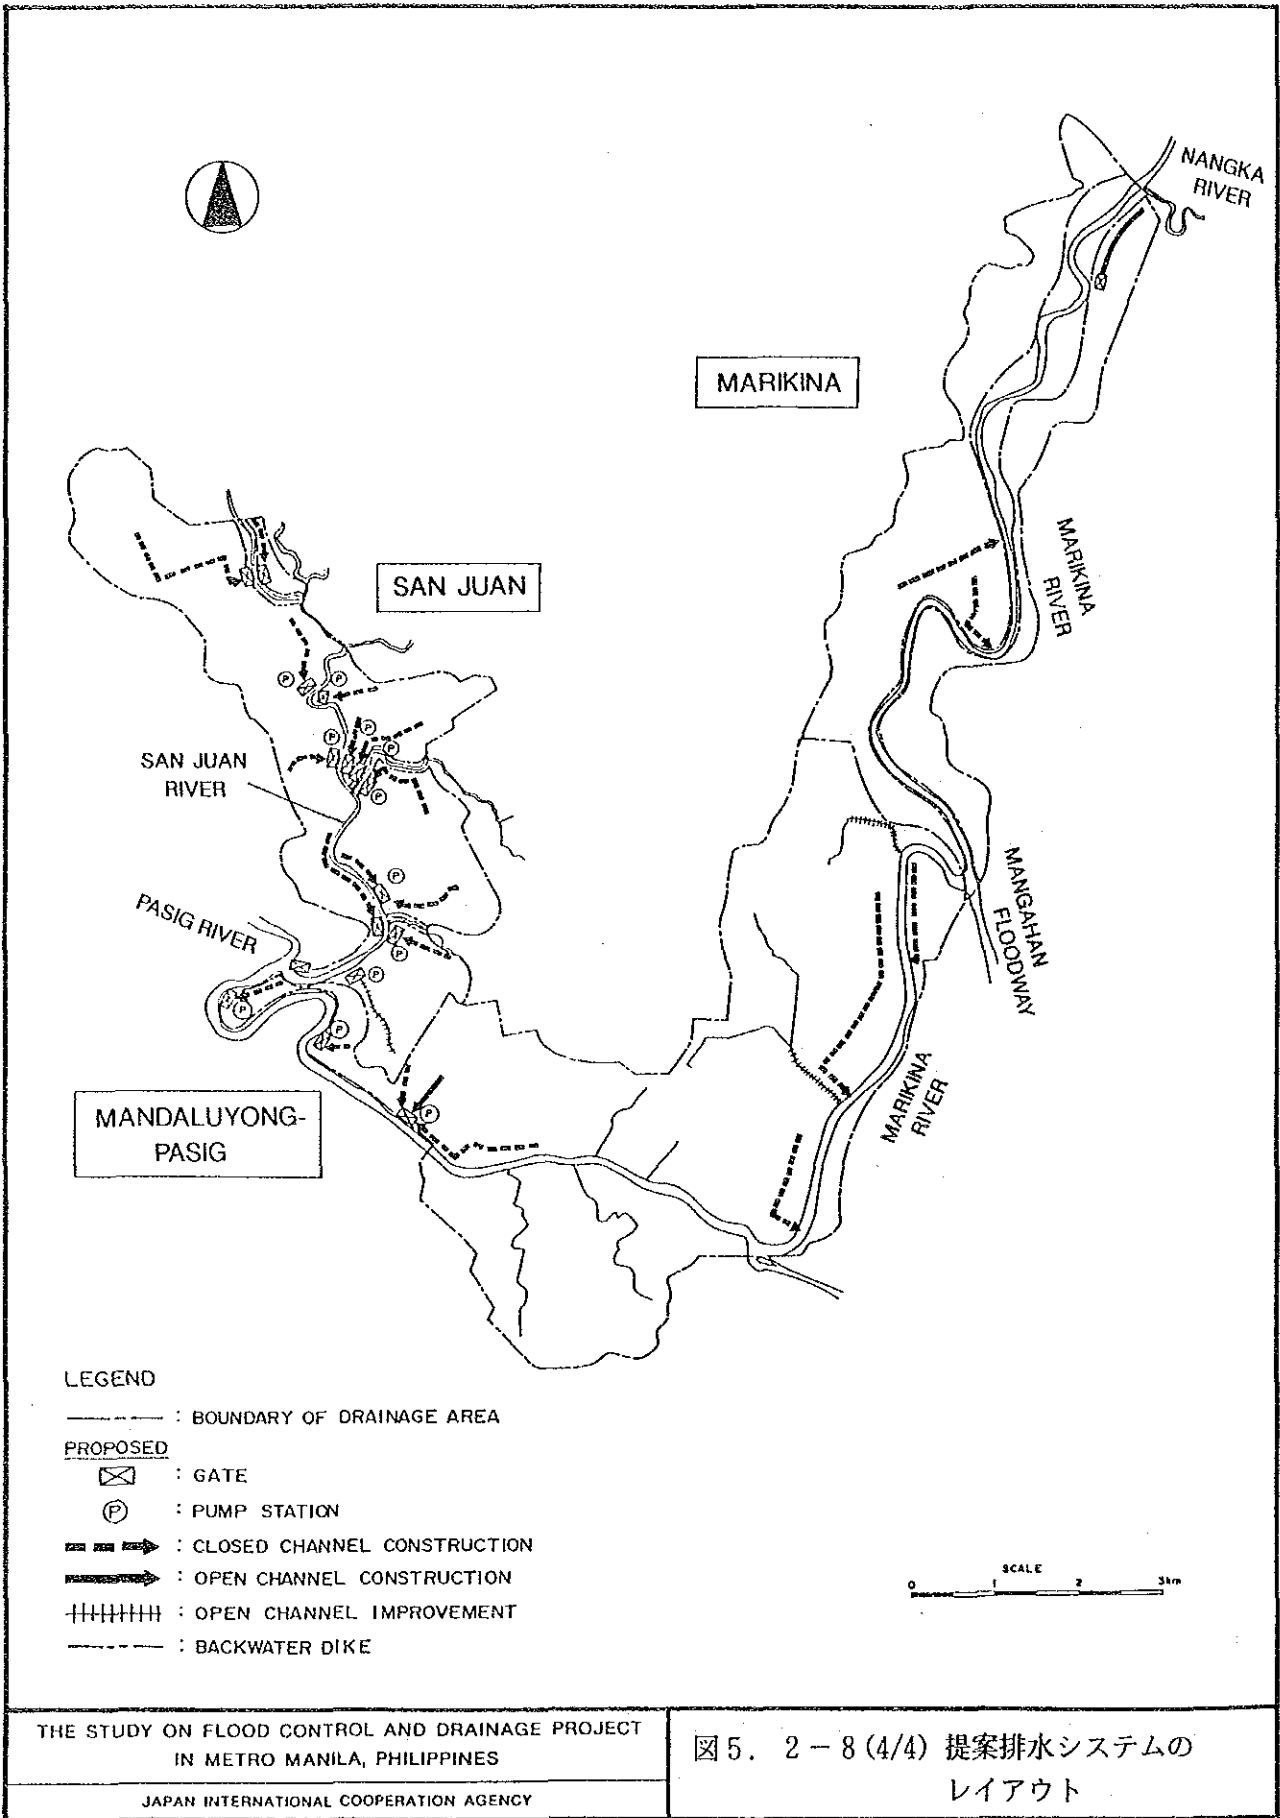 NANGKA
RIVER
MARIKINA
MARIKINA
RIVER
SAN JUAN
P
P
P
P
P
SAN JUAN
RIVER
P
MANGAHAN
FLOODWAY
P
PASIG RIVER
P
P
P
P
MARIKINA
RIVER
P
MANDALUYONG-
PASIG
LEGEND
: BOUNDARY OF DRAINAGE AREA
PROPOSED
: GATE
P : PUMP STATION
: CLOSED CHANNEL CONSTRUCTION
: OPEN CHANNEL CONSTRUCTION
: OPEN CHANNEL IMPROVEMENT
: BACKWATER DIKE
SCALE
0 1 2 3km
THE STUDY ON FLOOD CONTROL AND DRAINAGE PROJECT
IN METRO MANILA, PHILIPPINES
JAPAN INTERNATIONAL COOPERATION AGENCY
図5. 2-8(4/4) 提案排水システムの
レイアウト